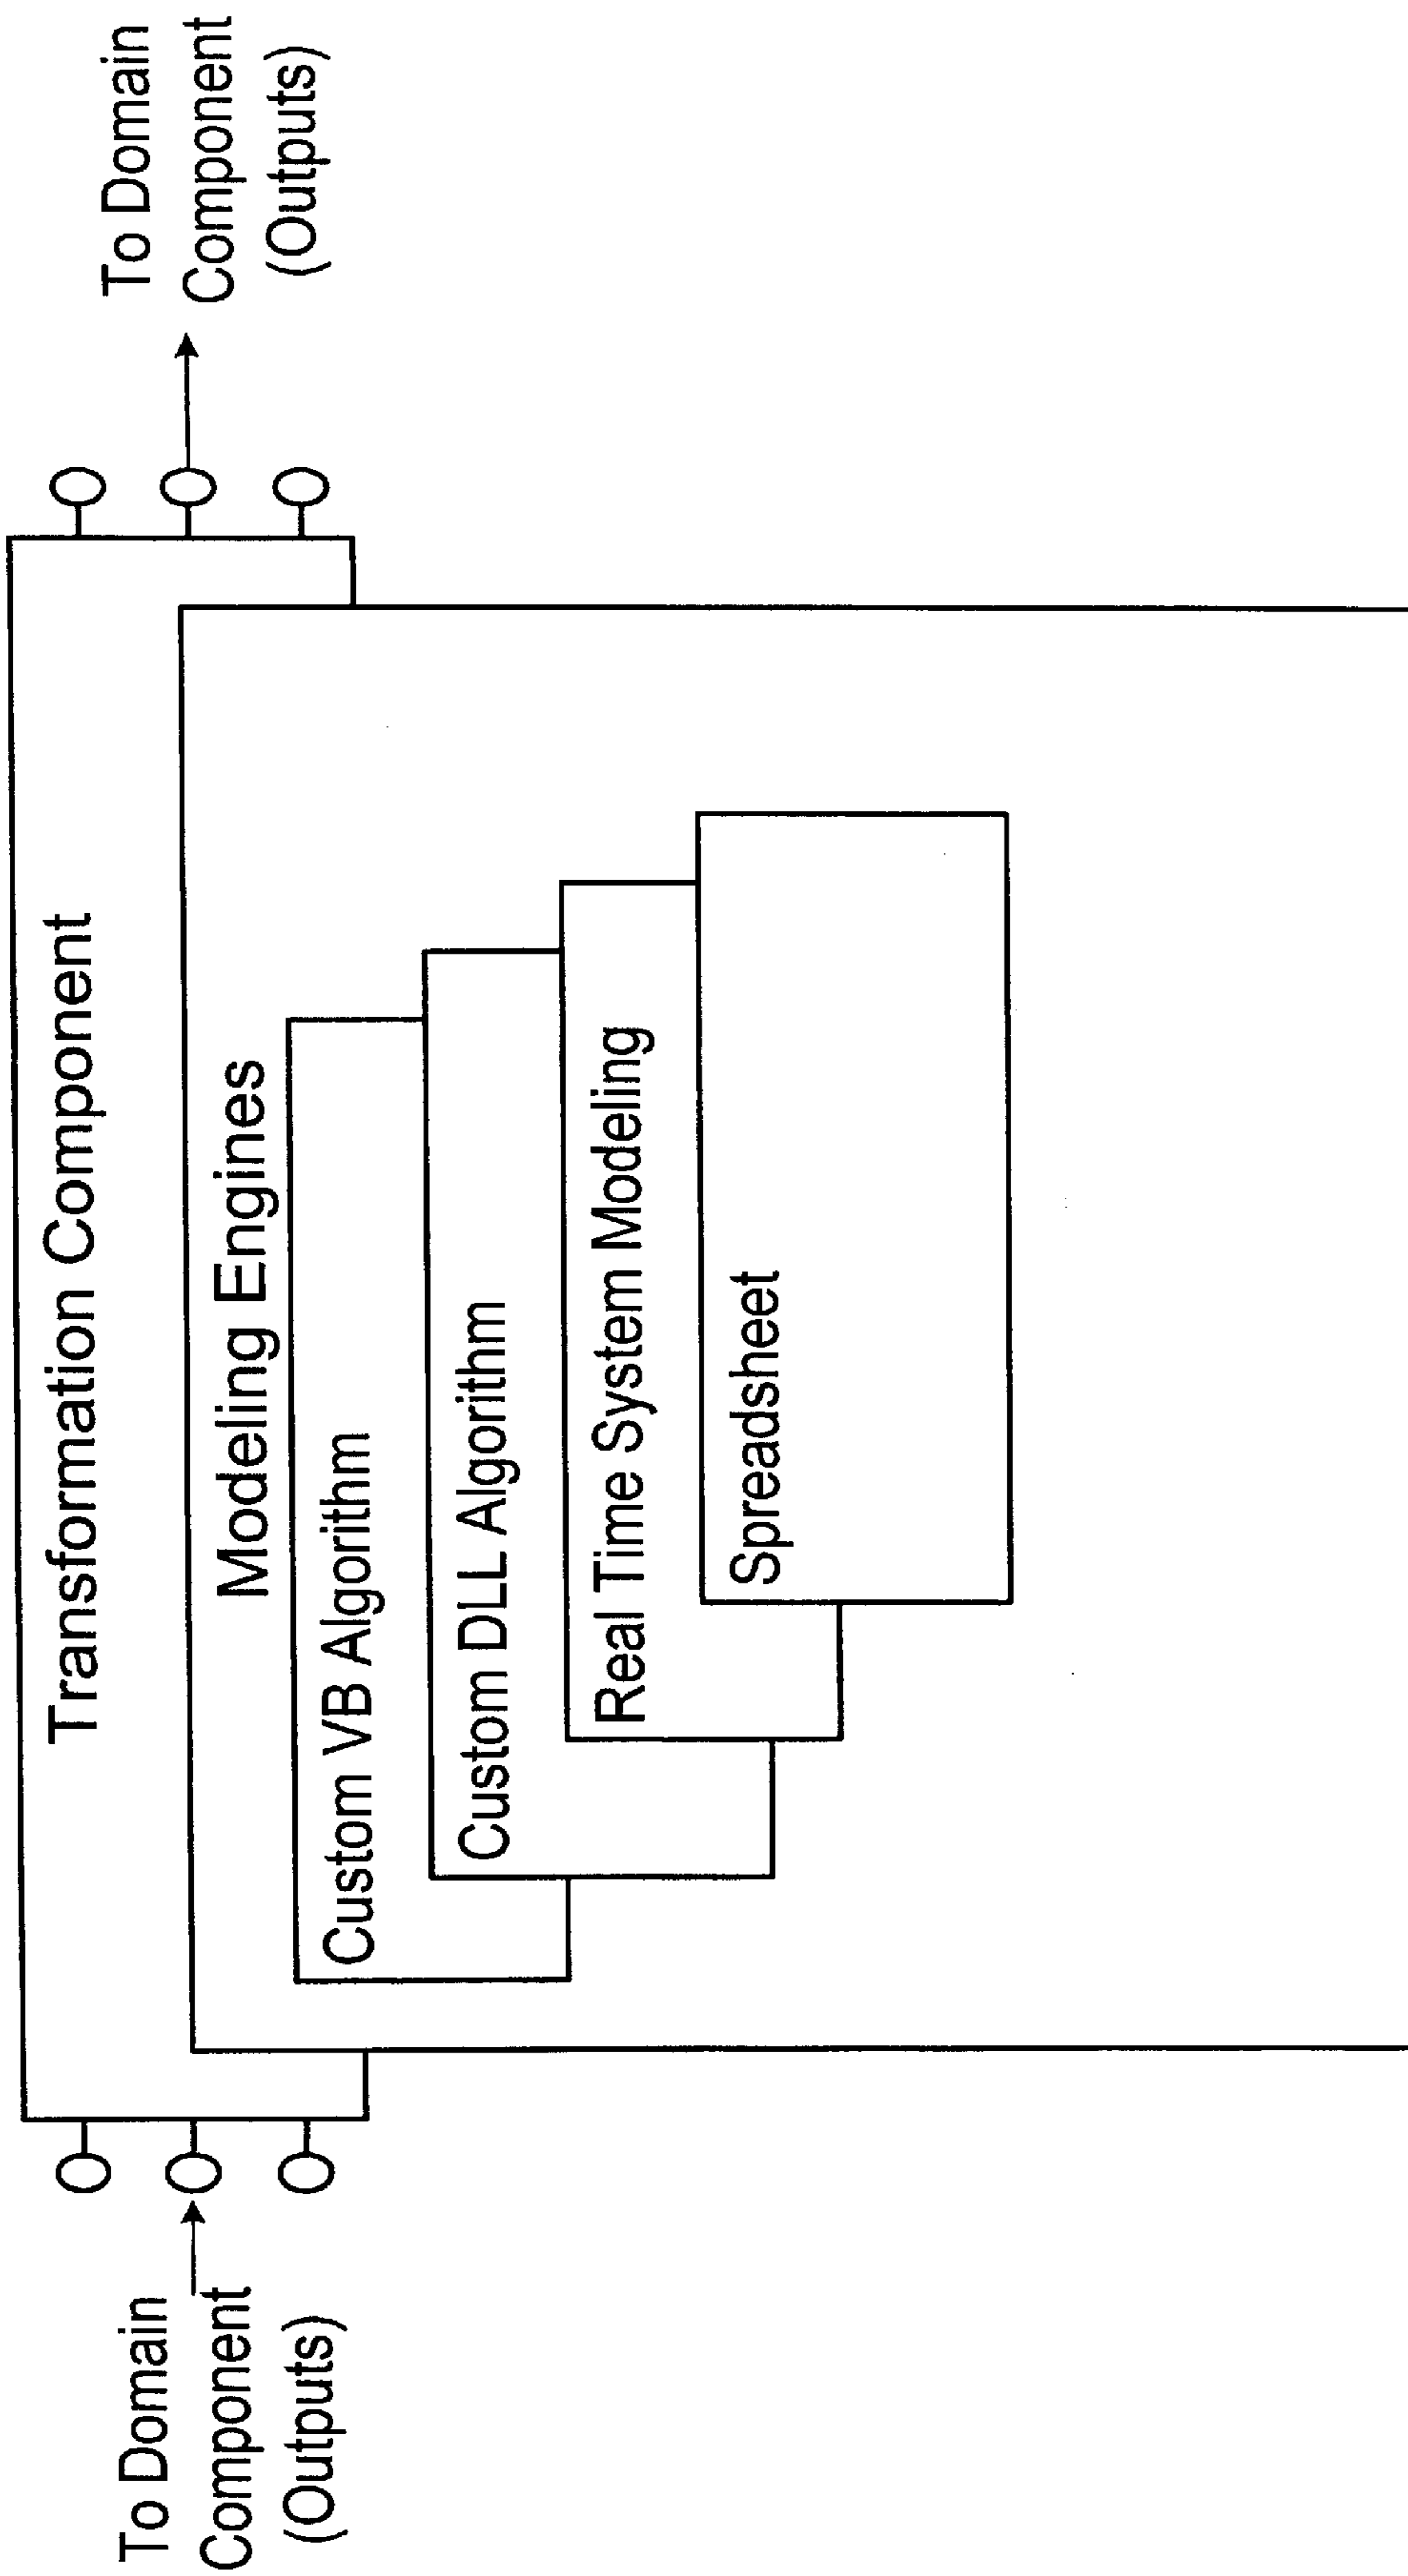 Transformation Component
Modeling Engines
Custom VB Algorithm
Custom DLL Algorithm
Real Time System Modeling
Spreadsheet
To Domain
Component
(Outputs)
To Domain
Component
(Outputs)